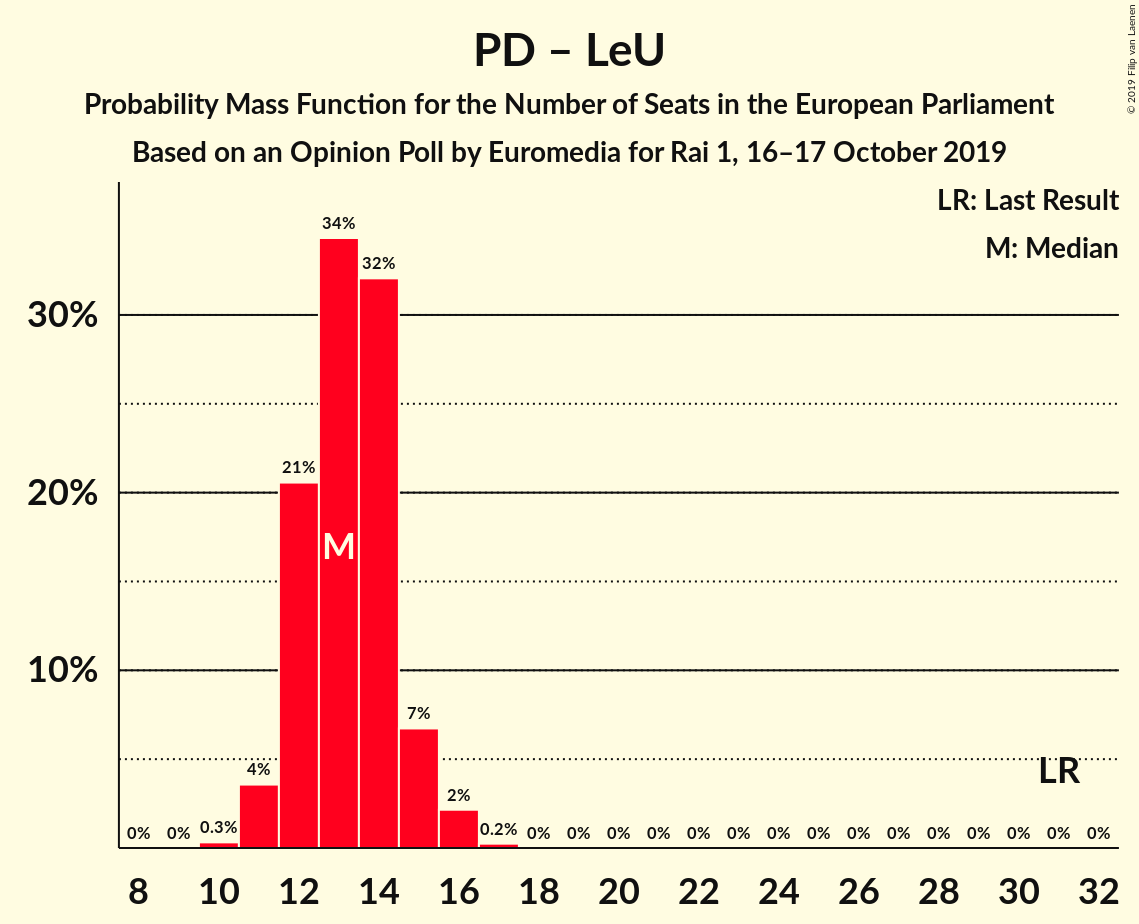 PD – LeU
Probability Mass Function for the Number of Seats in the European Parliament
Based on an Opinion Poll by Euromedia for Rai 1, 16–17 October 2019
© 2019 Filip van Laenen
LR: Last Result
M: Median
34%
32%
30%
21%
20%
M
10%
7%
4%
LR
2%
0% 0% 0.3% 0.2% 0% 0% 0% 0% 0% 0% 0% 0% 0% 0% 0% 0% 0% 0% 0%
8 10 12 14 16 18 20 22 24 26 28 30 32